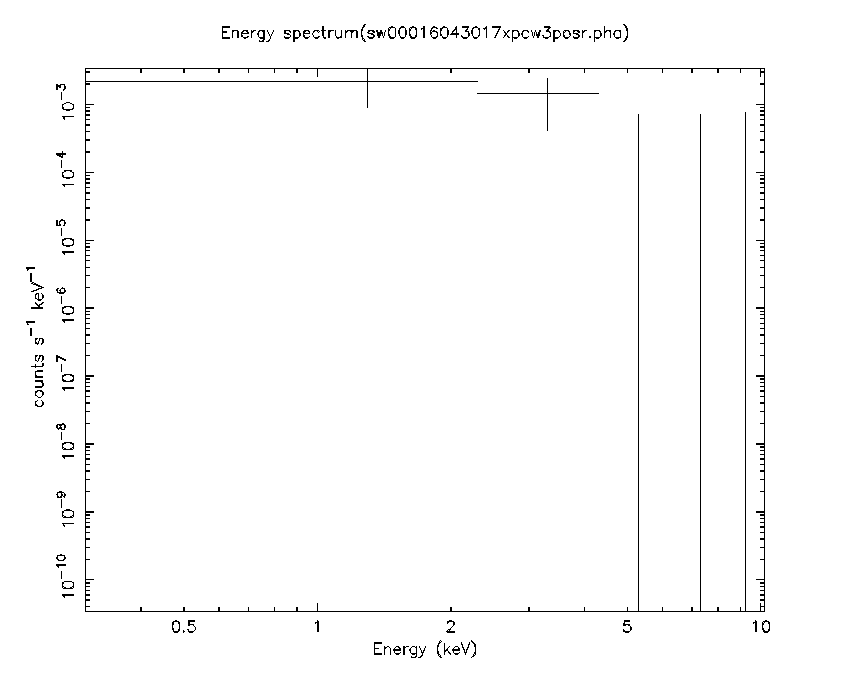 Energy spectrum(sw00016043017xpcw3posr.pha)
counts s⁻¹ keV⁻¹
10⁻³
10⁻⁴
10⁻⁵
10⁻⁶
10⁻⁷
10⁻⁸
10⁻⁹
10⁻¹⁰
0.5 1 2 5 10
Energy (keV)